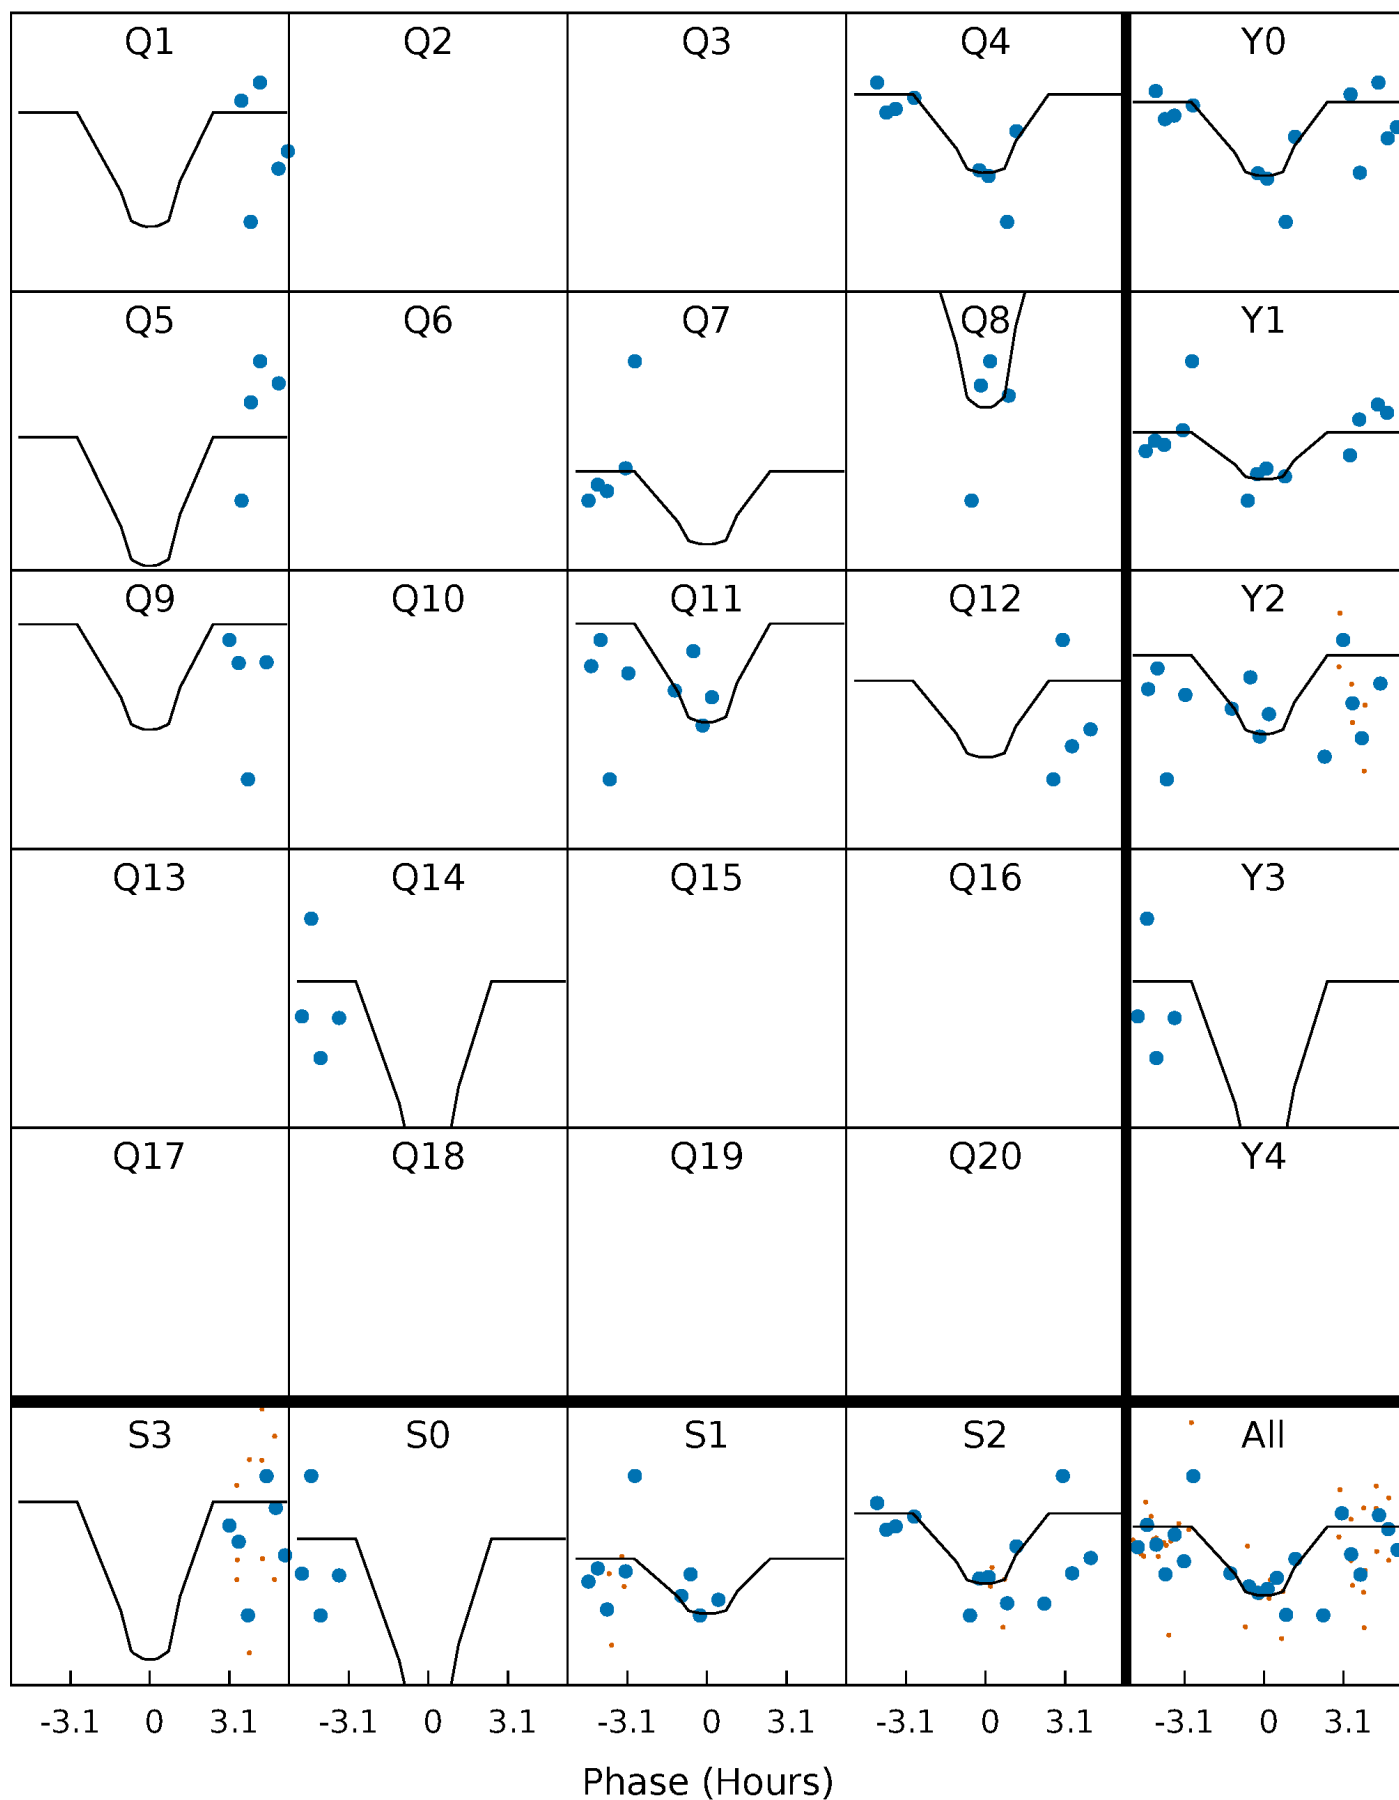 Q1 Q2 Q3 Q4 Y0
Q5 Q6 Q7 Q8 Y1
Q9 Q10 Q11 Q12 Y2
Q13 Q14 Q15 Q16 Y3
Q17 Q18 Q19 Q20 Y4
S3 S0 S1 S2 All
-3.1 0 3.1 -3.1 0 3.1 -3.1 0 3.1 -3.1 0 3.1 -3.1 0 3.1
Phase (Hours)